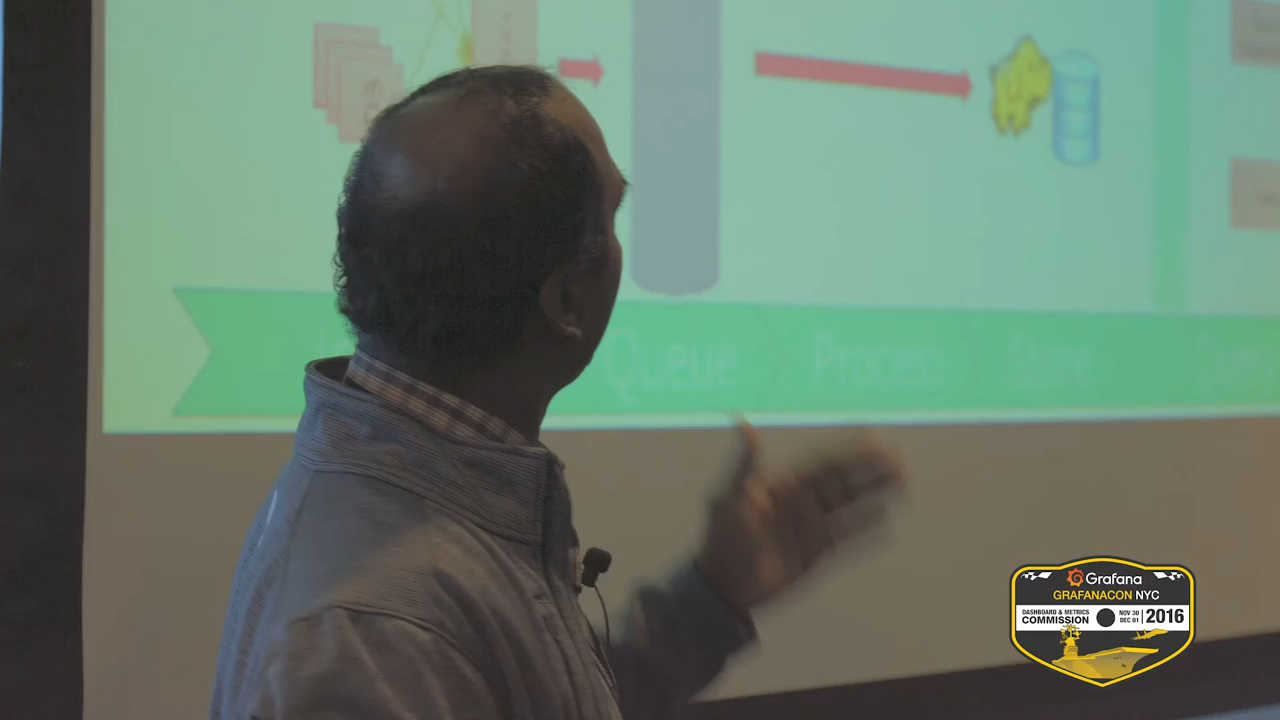 Queue
Process
Store
Grafana
GRAFANACON NYC
DASHBOARD & METRICS
COMMISSION
NOV 30
DEC 01
2016